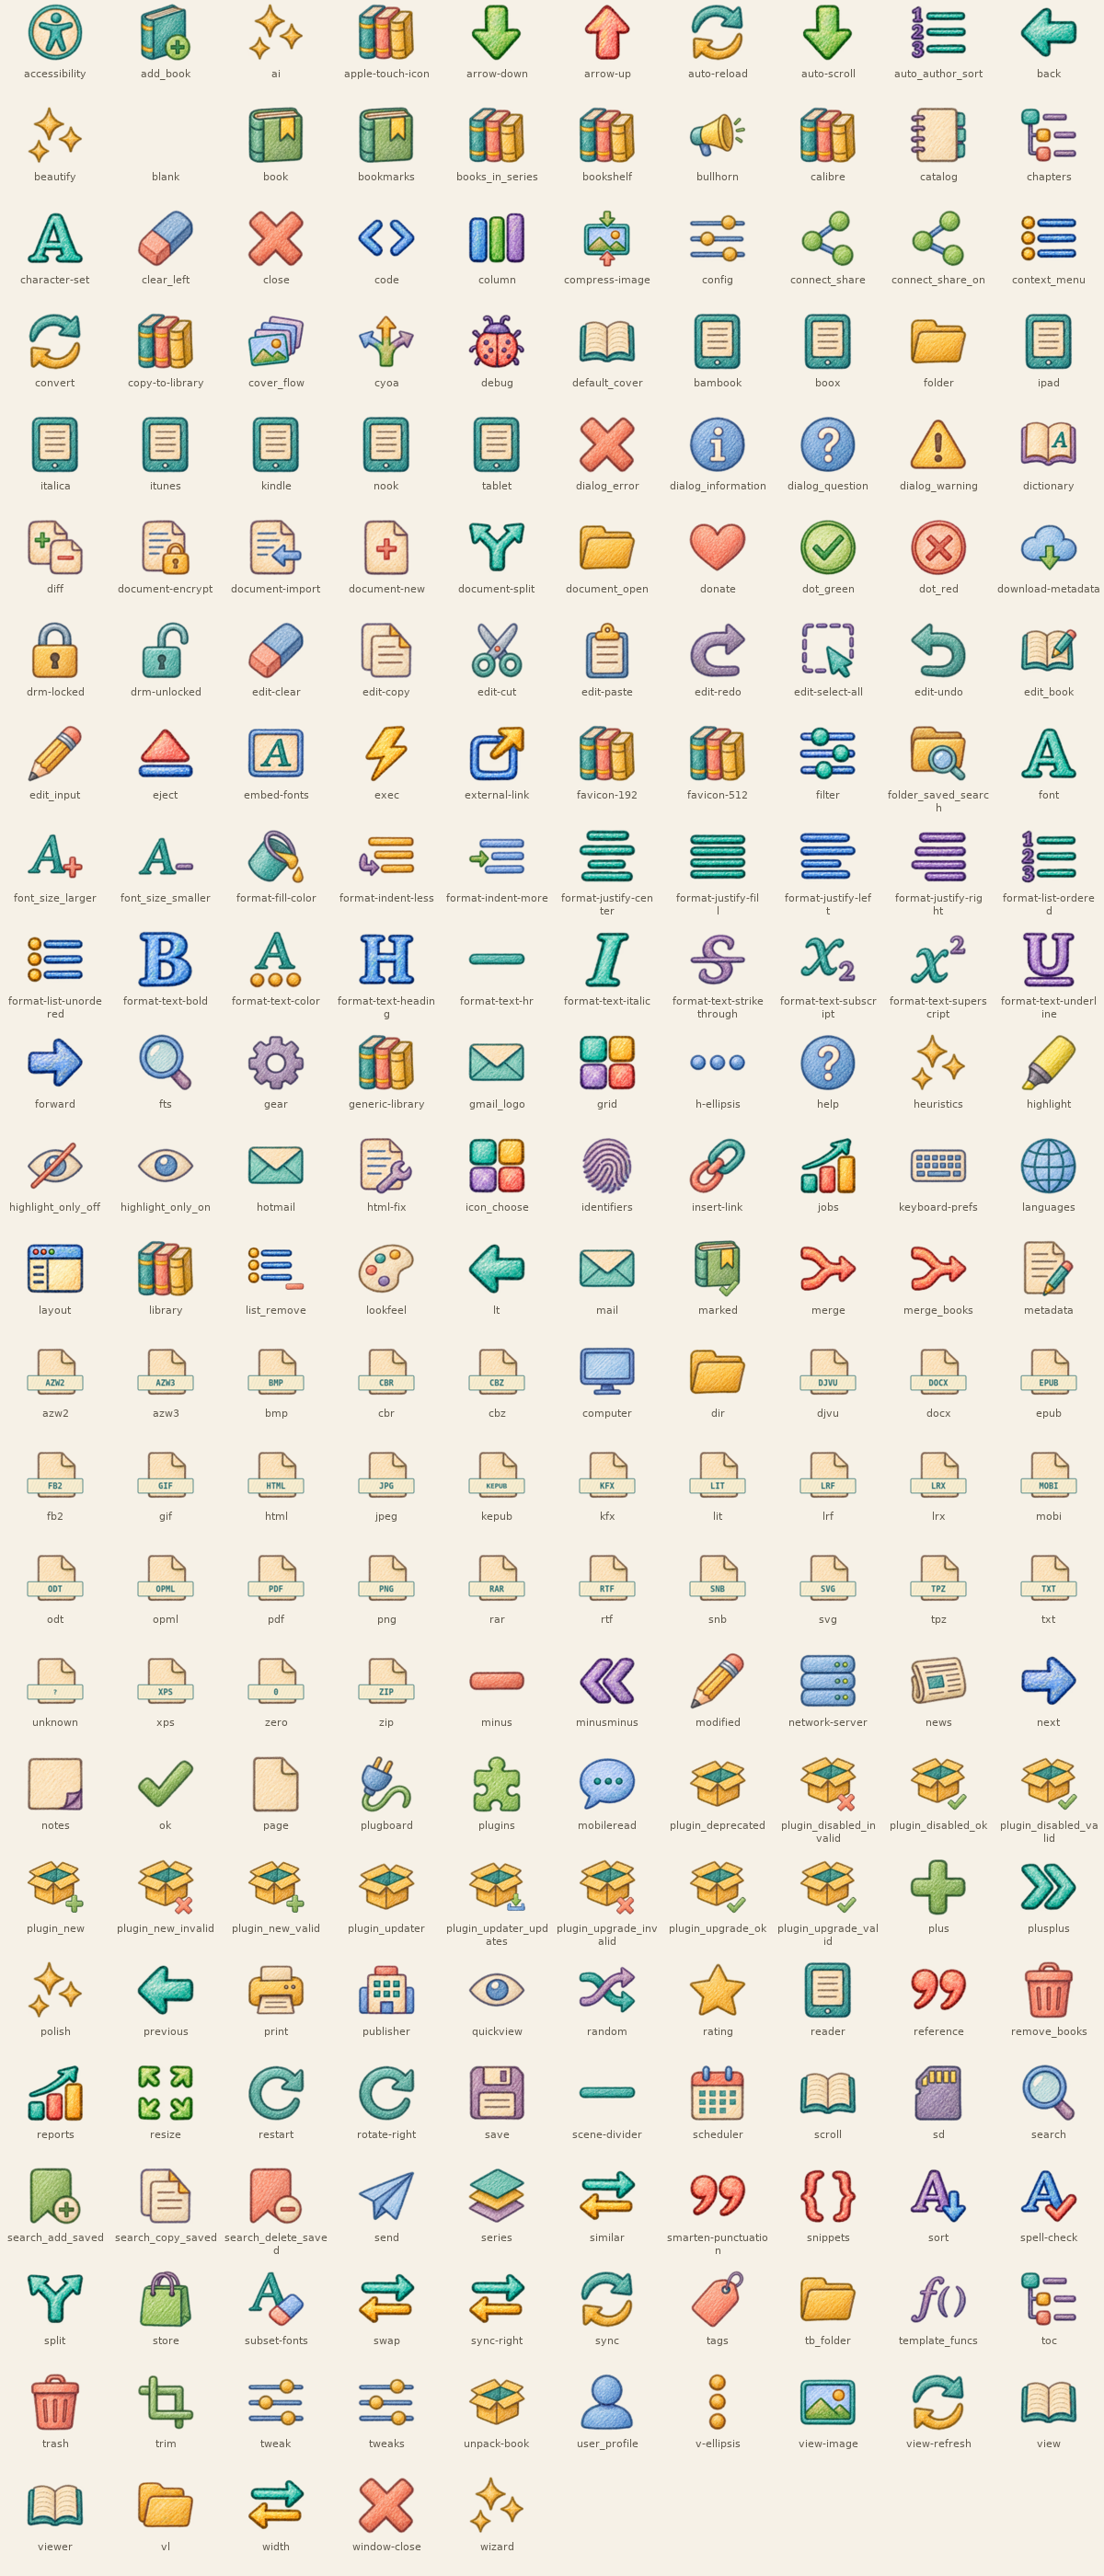 accessibility add_book ai apple-touch-icon arrow-down arrow-up auto-reload auto-scroll auto_author_sort back
beautify blank book bookmarks books_in_series bookshelf bullhorn calibre catalog chapters
A
character-set clear_left close code column compress-image config connect_share connect_share_on context_menu
convert copy-to-library cover_flow cyoa debug default_cover bambook boox folder ipad
i ? ! A
italica itunes kindle nook tablet dialog_error dialog_information dialog_question dialog_warning dictionary
diff document-encrypt document-import document-new document-split document_open donate dot_green dot_red download-metadata
drm-locked drm-unlocked edit-clear edit-copy edit-cut edit-paste edit-redo edit-select-all edit-undo edit_book
A A
edit_input eject embed-fonts exec external-link favicon-192 favicon-512 filter folder_saved_searc
h font
A+ A- 1 2 3
font_size_larger font_size_smaller format-fill-color format-indent-less format-indent-more format-justify-cen
ter format-justify-fil
l format-justify-lef
t format-justify-rig
ht format-list-ordere
d
B A H I S x2 x2 U
format-list-unorde
red format-text-bold format-text-color format-text-headin
g format-text-hr format-text-italic format-text-strike
through format-text-subscr
ipt format-text-supers
cript format-text-underl
ine
?
forward fts gear generic-library gmail_logo grid h-ellipsis help heuristics highlight
highlight_only_off highlight_only_on hotmail html-fix icon_choose identifiers insert-link jobs keyboard-prefs languages
layout library list_remove lookfeel lt mail marked merge merge_books metadata
AZW2 AZW3 BMP CBR CBZ DJVU DOCX EPUB
azw2 azw3 bmp cbr cbz computer dir djvu docx epub
FB2 GIF HTML JPG KEPUB KFX LIT LRF LRX MOBI
fb2 gif html jpeg kepub kfx lit lrf lrx mobi
ODT OPML PDF PNG RAR RTF SNB SVG TPZ TXT
odt opml pdf png rar rtf snb svg tpz txt
? XPS 0 ZIP
unknown xps zero zip minus minusminus modified network-server news next
notes ok page plugboard plugins mobileread plugin_deprecated plugin_disabled_in
valid plugin_disabled_ok plugin_disabled_va
lid
plugin_new plugin_new_invalid plugin_new_valid plugin_updater plugin_updater_upd
ates plugin_upgrade_inv
alid plugin_upgrade_ok plugin_upgrade_val
id plus plusplus
polish previous print publisher quickview random rating reader reference remove_books
reports resize restart rotate-right save scene-divider scheduler scroll sd search
A A
search_add_saved search_copy_saved search_delete_save
d send series similar smarten-punctuatio
n snippets sort spell-check
A f()
split store subset-fonts swap sync-right sync tags tb_folder template_funcs toc
trash trim tweak tweaks unpack-book user_profile v-ellipsis view-image view-refresh view
viewer vl width window-close wizard